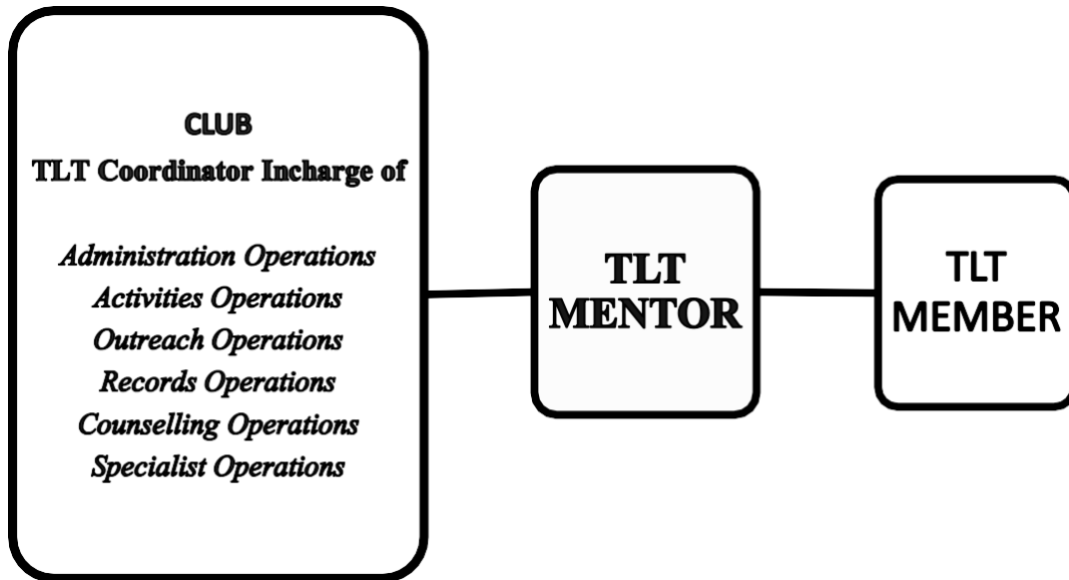 CLUB
TLT Coordinator Incharge of
Administration Operations
Activities Operations
Outreach Operations
Records Operations
Counselling Operations
Specialist Operations
TLT
MENTOR
TLT
MEMBER